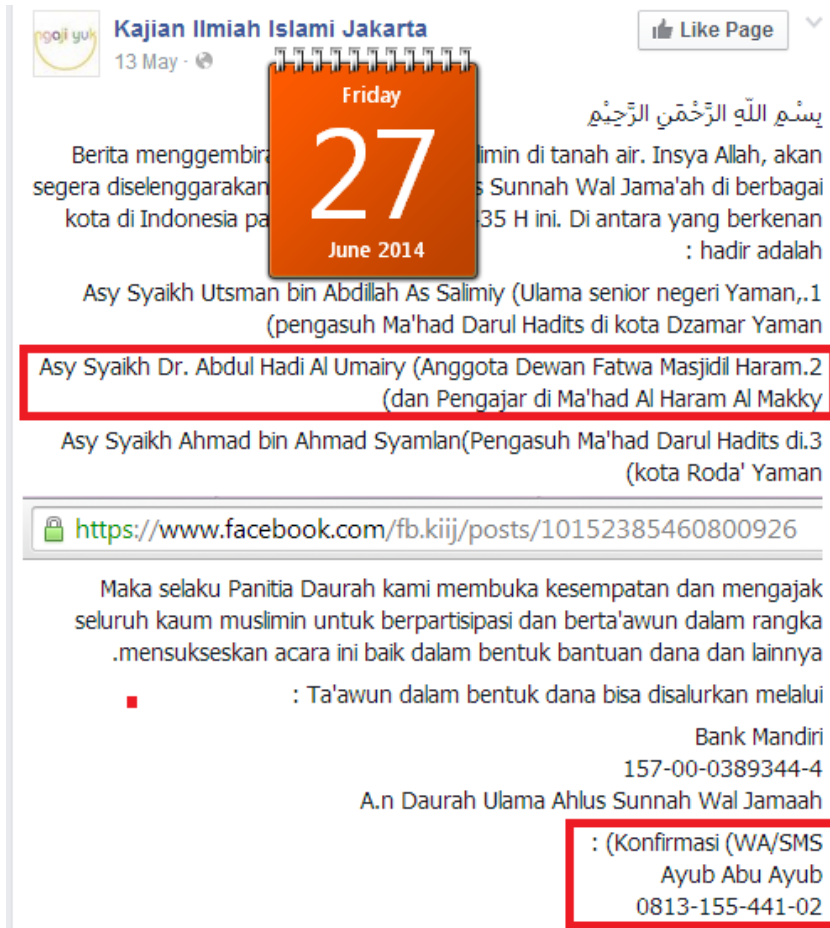 ngaji yuk
Kajian Ilmiah Islami Jakarta
13 May
Like Page
Friday
27
June 2014
بِسْمِ اللّهِ الرَّحْمَنِ الرَّحِيْمِ
Berita menggembira limin di tanah air. Insya Allah, akan
segera diselenggarakan s Sunnah Wal Jama'ah di berbagai
kota di Indonesia pa 35 H ini. Di antara yang berkenan
: hadir adalah
Asy Syaikh Utsman bin Abdillah As Salimiy (Ulama senior negeri Yaman,.1
(pengasuh Ma'had Darul Hadits di kota Dzamar Yaman
Asy Syaikh Dr. Abdul Hadi Al Umairy (Anggota Dewan Fatwa Masjidil Haram.2
(dan Pengajar di Ma'had Al Haram Al Makky
Asy Syaikh Ahmad bin Ahmad Syamlan(Pengasuh Ma'had Darul Hadits di.3
(kota Roda' Yaman
https://www.facebook.com/fb.kiij/posts/10152385460800926
Maka selaku Panitia Daurah kami membuka kesempatan dan mengajak
seluruh kaum muslimin untuk berpartisipasi dan berta'awun dalam rangka
.mensukseskan acara ini baik dalam bentuk bantuan dana dan lainnya
: Ta'awun dalam bentuk dana bisa disalurkan melalui
Bank Mandiri
157-00-0389344-4
A.n Daurah Ulama Ahlus Sunnah Wal Jamaah
: (Konfirmasi (WA/SMS
Ayub Abu Ayub
0813-155-441-02